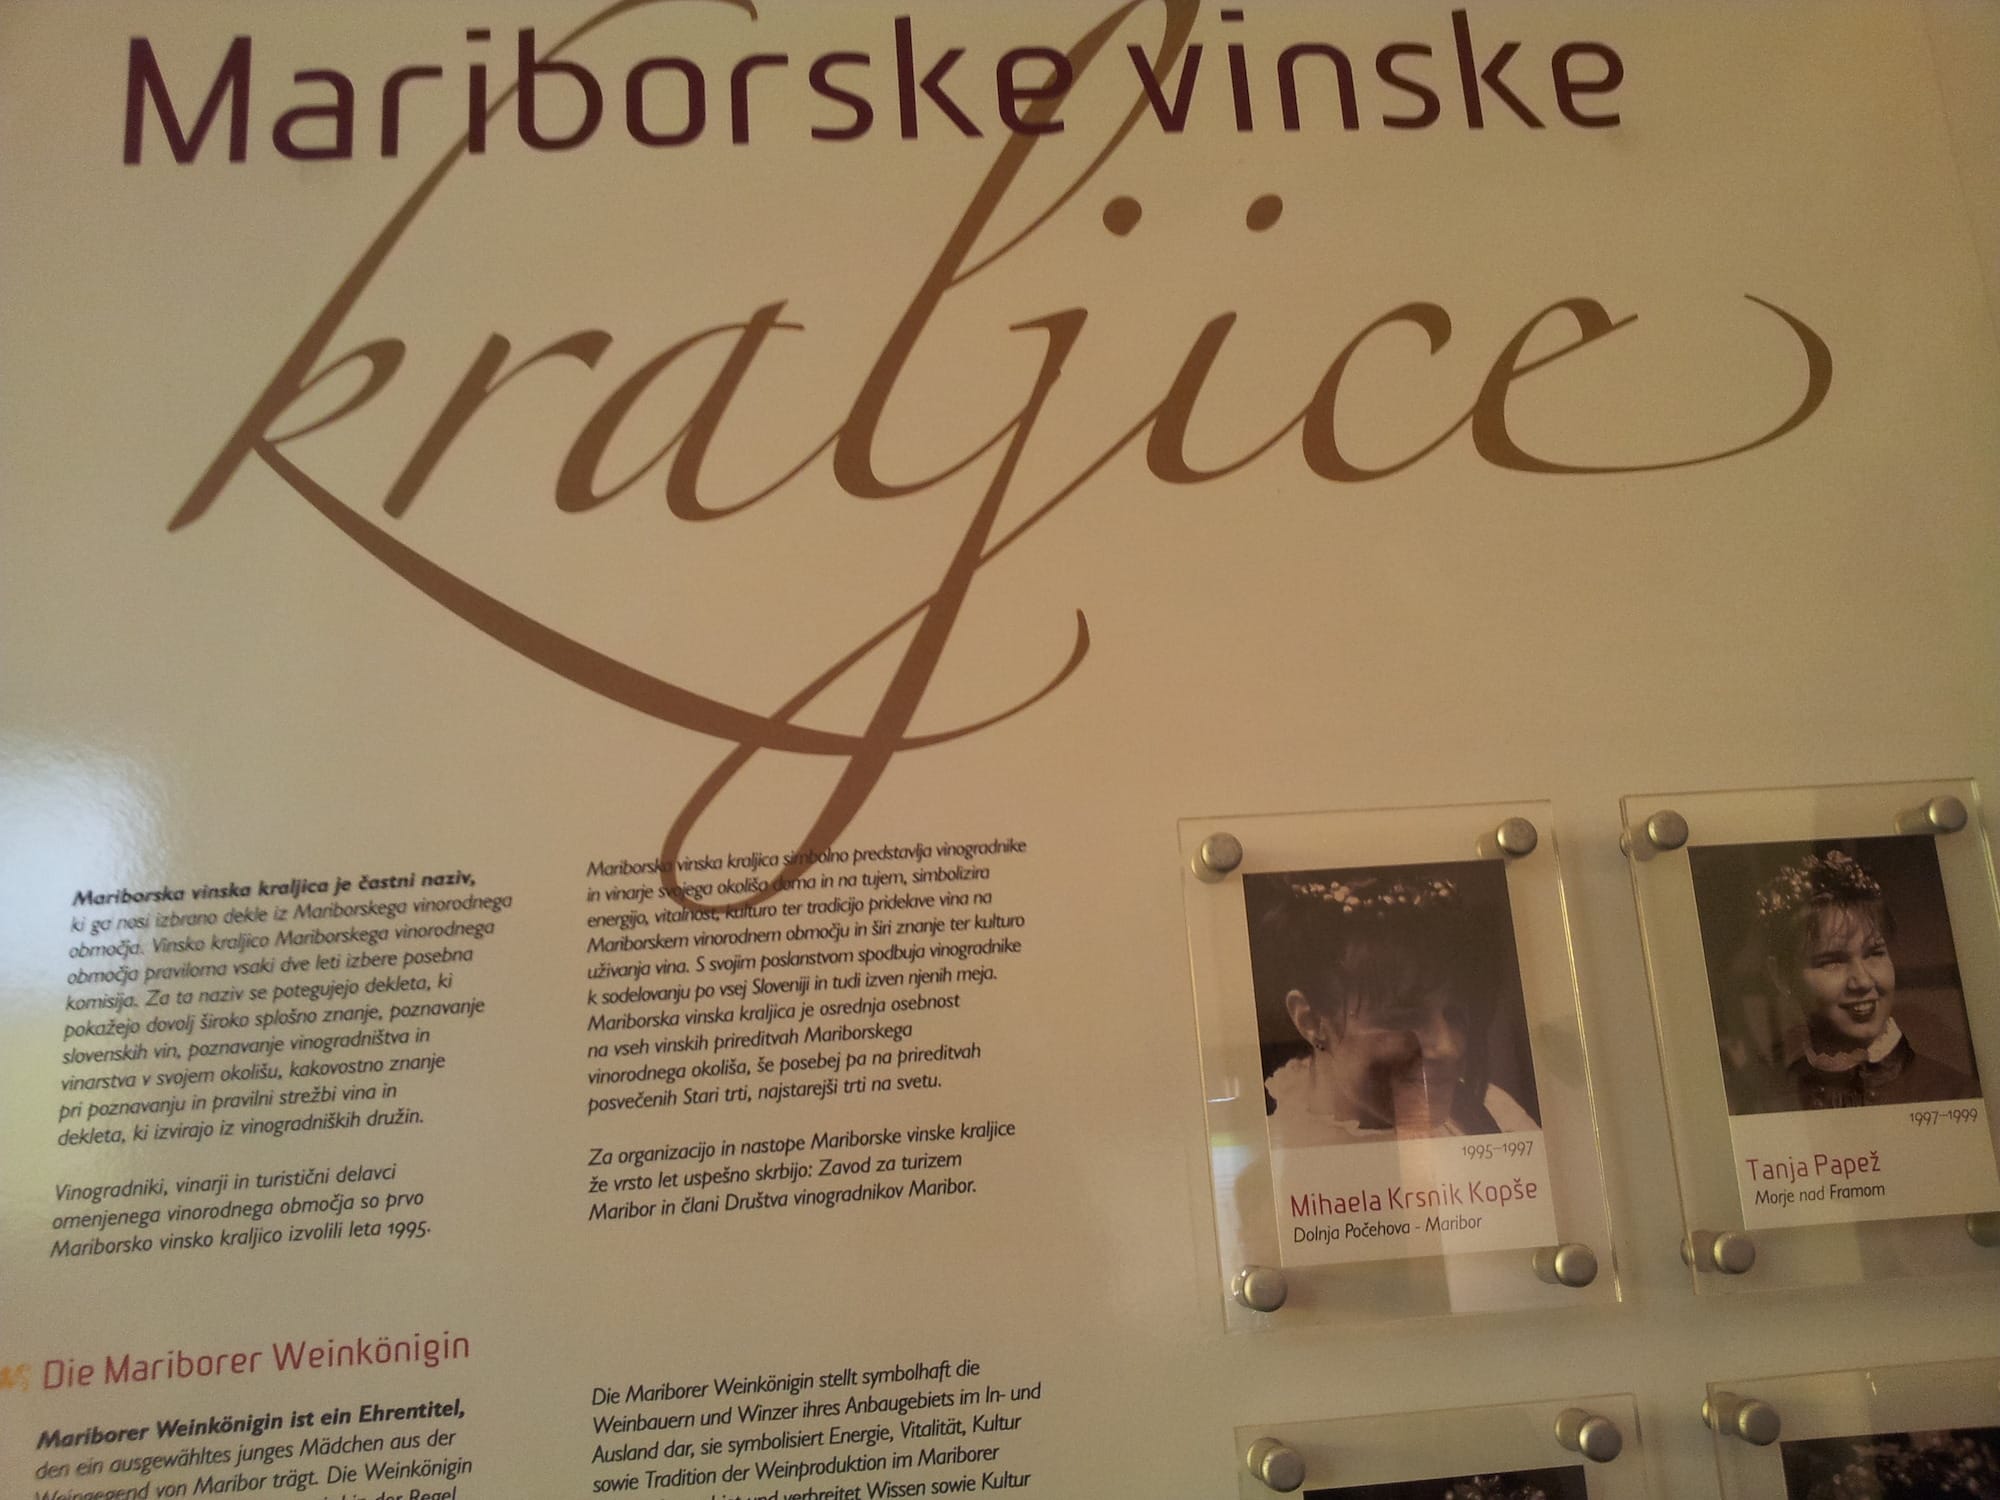 Mariborske vinske
kraljice
Mariborska vinska kraljica je častni naziv,
ki ga nosi izbrano dekle iz Mariborskega vinorodnega
območja. Vinsko kraljico Mariborskega vinorodnega
območja praviloma vsaki dve leti izbere posebna
komisija. Za ta naziv se potegujejo dekleta, ki
pokažejo dovolj široko splošno znanje, poznavanje
slovenskih vin, poznavanje vinogradništva in
vinarstva v svojem okolišu, kakovostno znanje
pri poznavanju in pravilni strežbi vina in
dekleta, ki izvirajo iz vinogradniških družin.
Vinogradniki, vinarji in turistični delavci
omenjenega vinorodnega območja so prvo
Mariborsko vinsko kraljico izvolili leta 1995.
Mariborska vinska kraljica simbolno predstavlja vinogradnike
in vinarje svojega okoliša doma in na tujem, simbolizira
energijo, vitalnost, kulturo ter tradicijo pridelave vina na
Mariborskem vinorodnem območju in širi znanje ter kulturo
uživanja vina. S svojim poslanstvom spodbuja vinogradnike
k sodelovanju po vsej Sloveniji in tudi izven njenih meja.
Mariborska vinska kraljica je osrednja osebnost
na vseh vinskih prireditvah Mariborskega
vinorodnega okoliša, še posebej pa na prireditvah
posvečenih Stari trti, najstarejši trti na svetu.
Za organizacijo in nastope Mariborske vinske kraljice
že vrsto let uspešno skrbijo: Zavod za turizem
Maribor in člani Društva vinogradnikov Maribor.
1995–1997
Mihaela Krsnik Kopše
Dolnja Počehova - Maribor
1997–1999
Tanja Papež
Morje nad Framom
Die Mariborer Weinkönigin
Mariborer Weinkönigin ist ein Ehrentitel,
den ein ausgewähltes junges Mädchen aus der
Weingegend von Maribor trägt. Die Weinkönigin
in der Regel
Die Mariborer Weinkönigin stellt symbolhaft die
Weinbauern und Winzer ihres Anbaugebiets im In- und
Ausland dar, sie symbolisiert Energie, Vitalität, Kultur
sowie Tradition der Weinproduktion im Mariborer
und verbreitet Wissen sowie Kultur